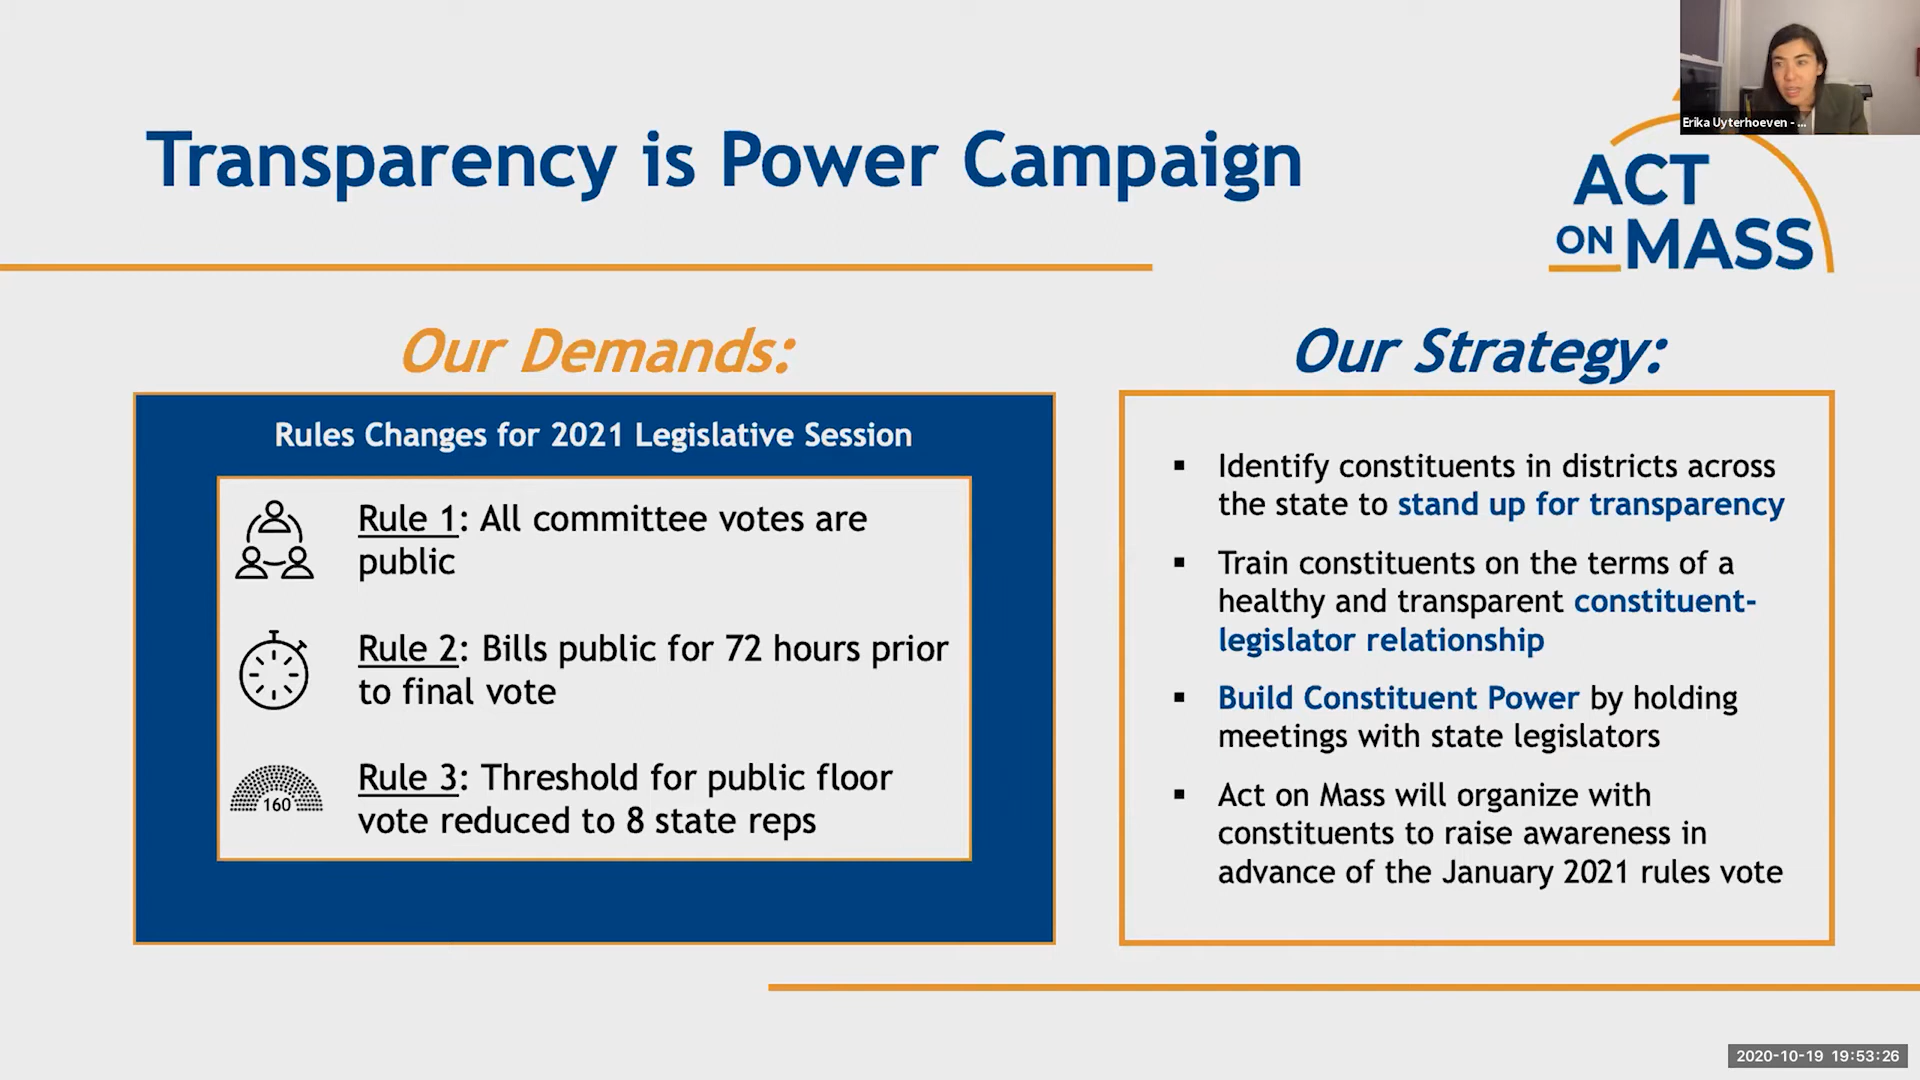 Erika Uyterhoeven - ...
Transparency is Power Campaign
ACT
ON MASS
Our Demands:
Rules Changes for 2021 Legislative Session
Rule 1: All committee votes are
public
Rule 2: Bills public for 72 hours prior
to final vote
160
Rule 3: Threshold for public floor
vote reduced to 8 state reps
Our Strategy:
▪ Identify constituents in districts across
the state to stand up for transparency
▪ Train constituents on the terms of a
healthy and transparent constituent-
legislator relationship
▪ Build Constituent Power by holding
meetings with state legislators
▪ Act on Mass will organize with
constituents to raise awareness in
advance of the January 2021 rules vote
2020-10-19 19:53:26